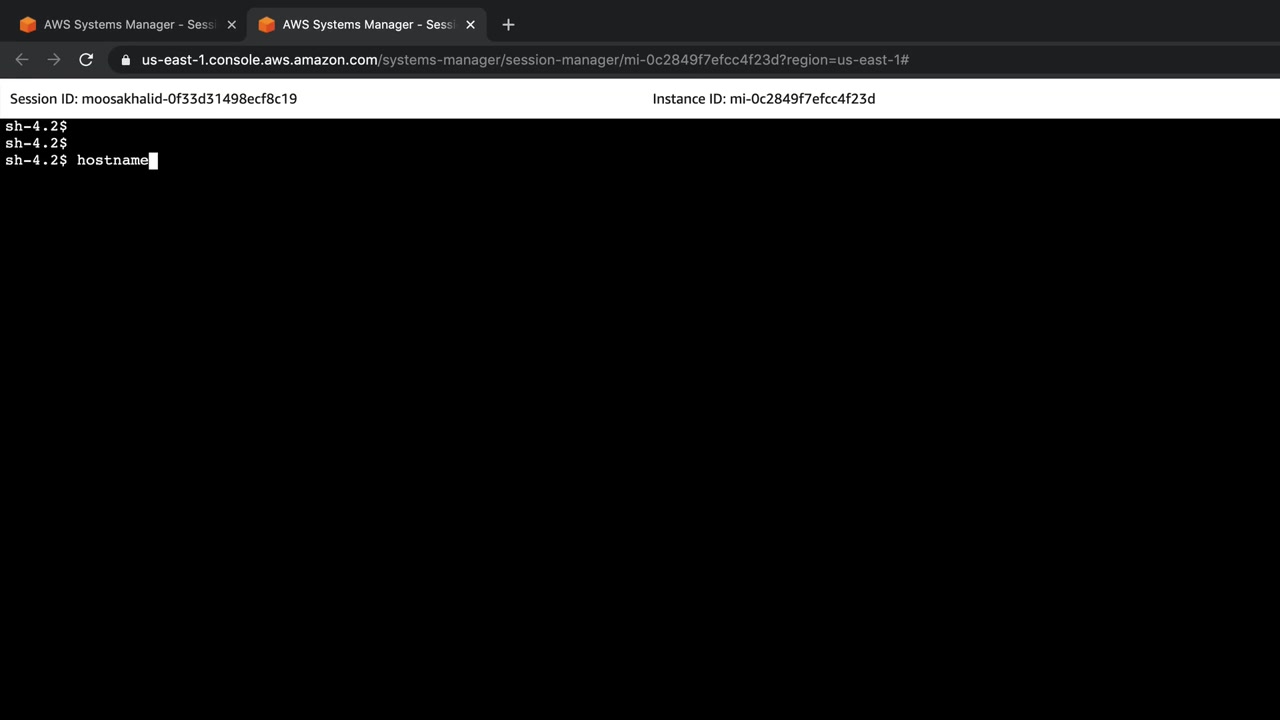 AWS Systems Manager - Sessi
AWS Systems Manager - Sessi
us-east-1.console.aws.amazon.com/systems-manager/session-manager/mi-0c2849f7efcc4f23d?region=us-east-1#
Session ID: moosakhalid-0f33d31498ecf8c19
Instance ID: mi-0c2849f7efcc4f23d
sh-4.2$
sh-4.2$
sh-4.2$ hostname